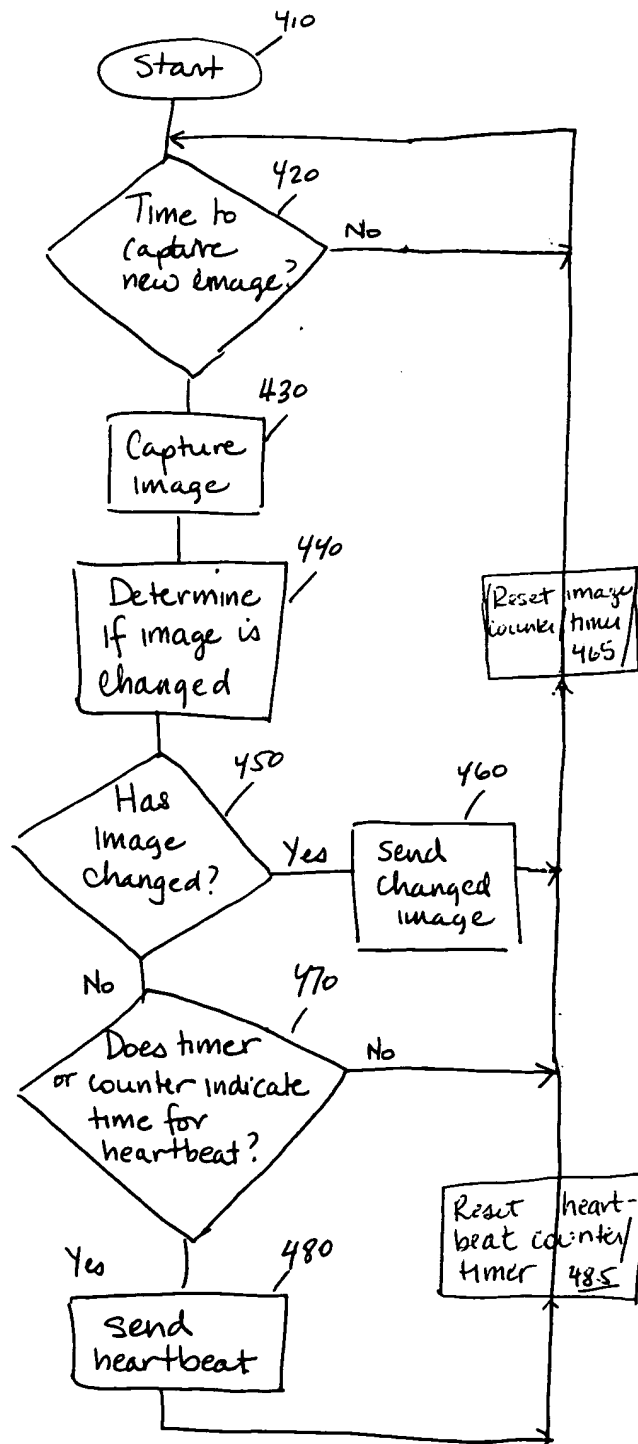 410
Start
420
Time to
capture
new image?
No
430
Capture
image
440
Determine
if image is
changed
Reset image
counter/timer
465
450
Has
image
changed?
Yes
460
send
changed
image
No
470
Does timer
or counter indicate
time for
heartbeat?
No
Reset heart-
beat counter/
timer 485
Yes
480
send
heartbeat